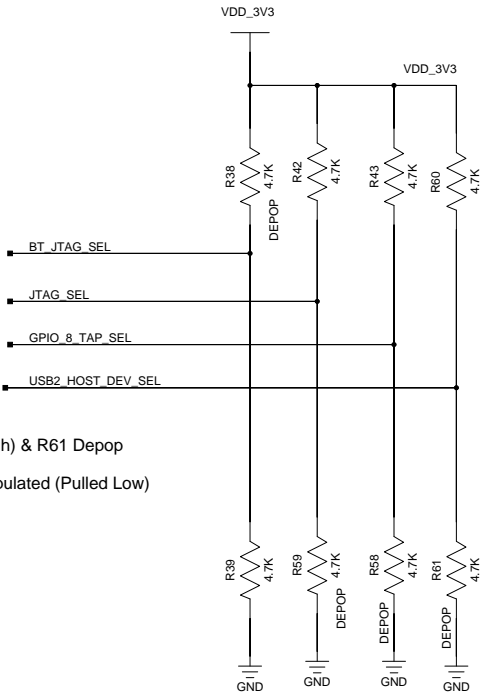 VDD_3V3
VDD_3V3
R38
4.7K
DEPOP
R42
4.7K
R43
4.7K
R60
4.7K
BT_JTAG_SEL
JTAG_SEL
GPIO_8_TAP_SEL
USB2_HOST_DEV_SEL
h) & R61 Depop
pulated (Pulled Low)
R39
4.7K
R59
4.7K
DEPOP
R58
4.7K
DEPOP
R61
4.7K
DEPOP
GND
GND
GND
GND